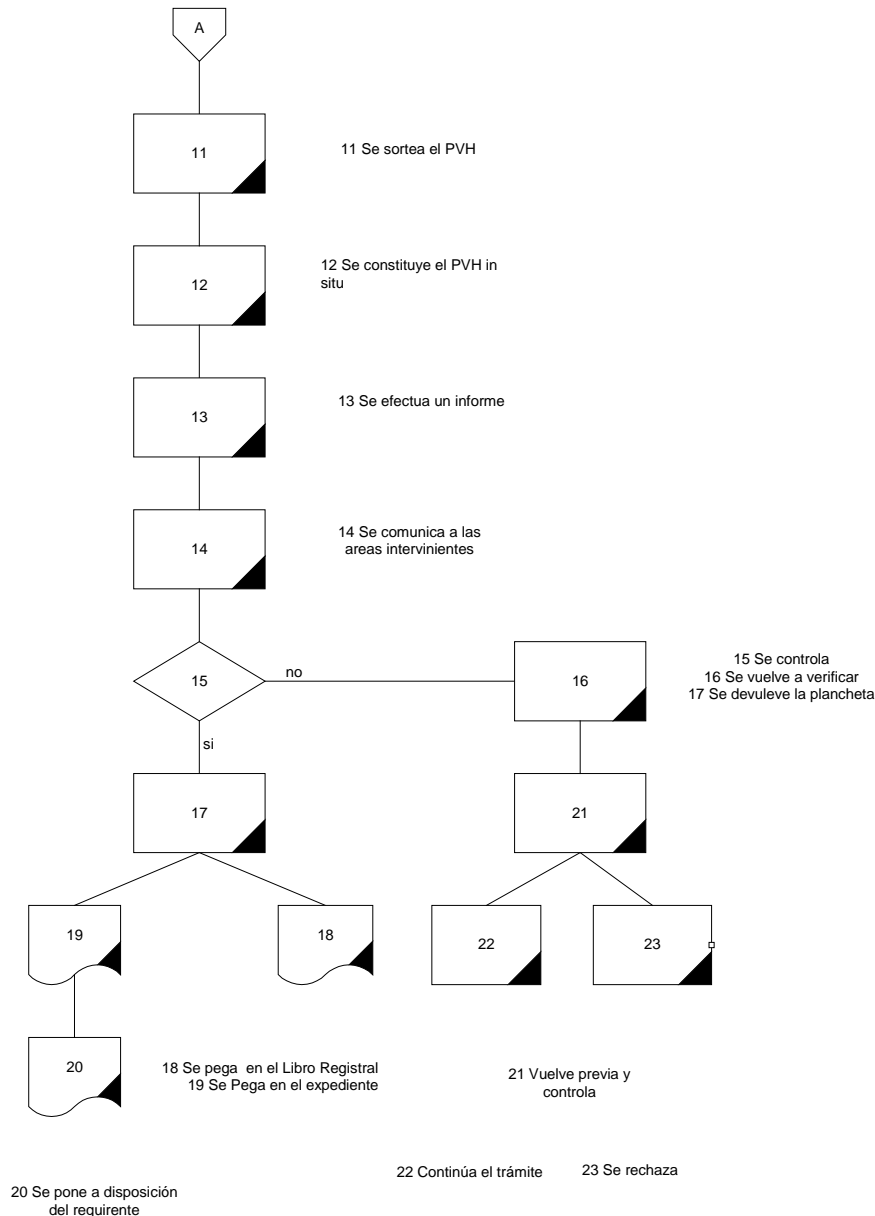 A
11
11 Se sortea el PVH
12
12 Se constituye el PVH in
situ
13
13 Se efectua un informe
14
14 Se comunica a las
areas intervinientes
15
no
16
15 Se controla
16 Se vuelve a verificar
17 Se devuleve la plancheta
si
17
21
19
18
22
23
20
18 Se pega en el Libro Registral
19 Se Pega en el expediente
21 Vuelve previa y
controla
22 Continúa el trámite
23 Se rechaza
20 Se pone a disposición
del requirente